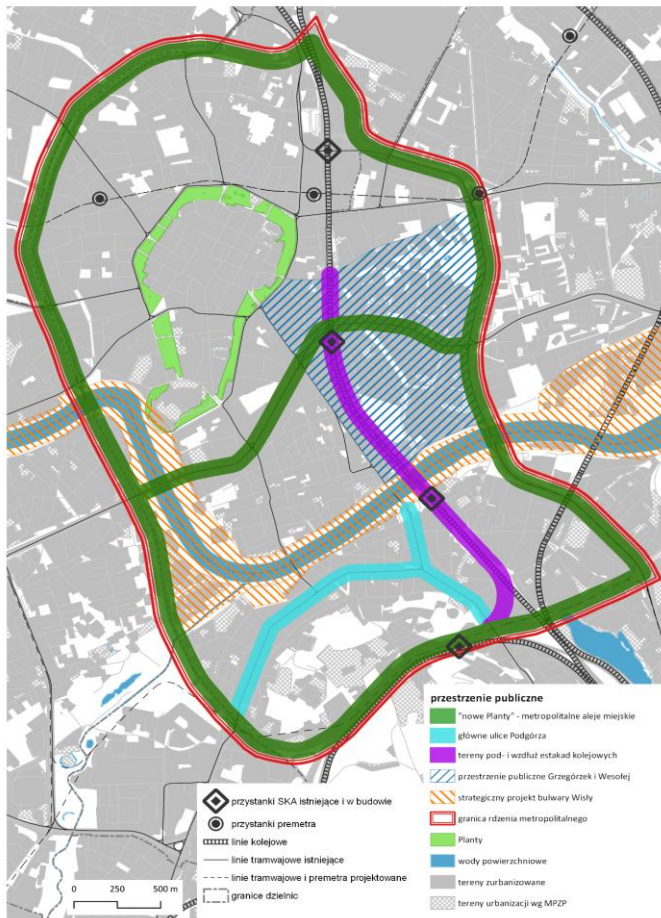 przestrzenie publiczne
"nowe Planty" - metropolitalne aleje miejskie
główne ulice Podgórza
tereny pod- i wzdłuż estakad kolejowych
przestrzenie publiczne Grzegórzek i Wesołej
strategiczny projekt bulwary Wisły
granica rdzenia metropolitalnego
Planty
wody powierzchniowe
tereny zurbanizowane
tereny urbanizacji wg MPZP
przystanki SKA istniejące i w budowie
przystanki premetra
linie kolejowe
linie tramwajowe istniejące
linie tramwajowe i premetra projektowane
granice dzielnic
0 250 500 m